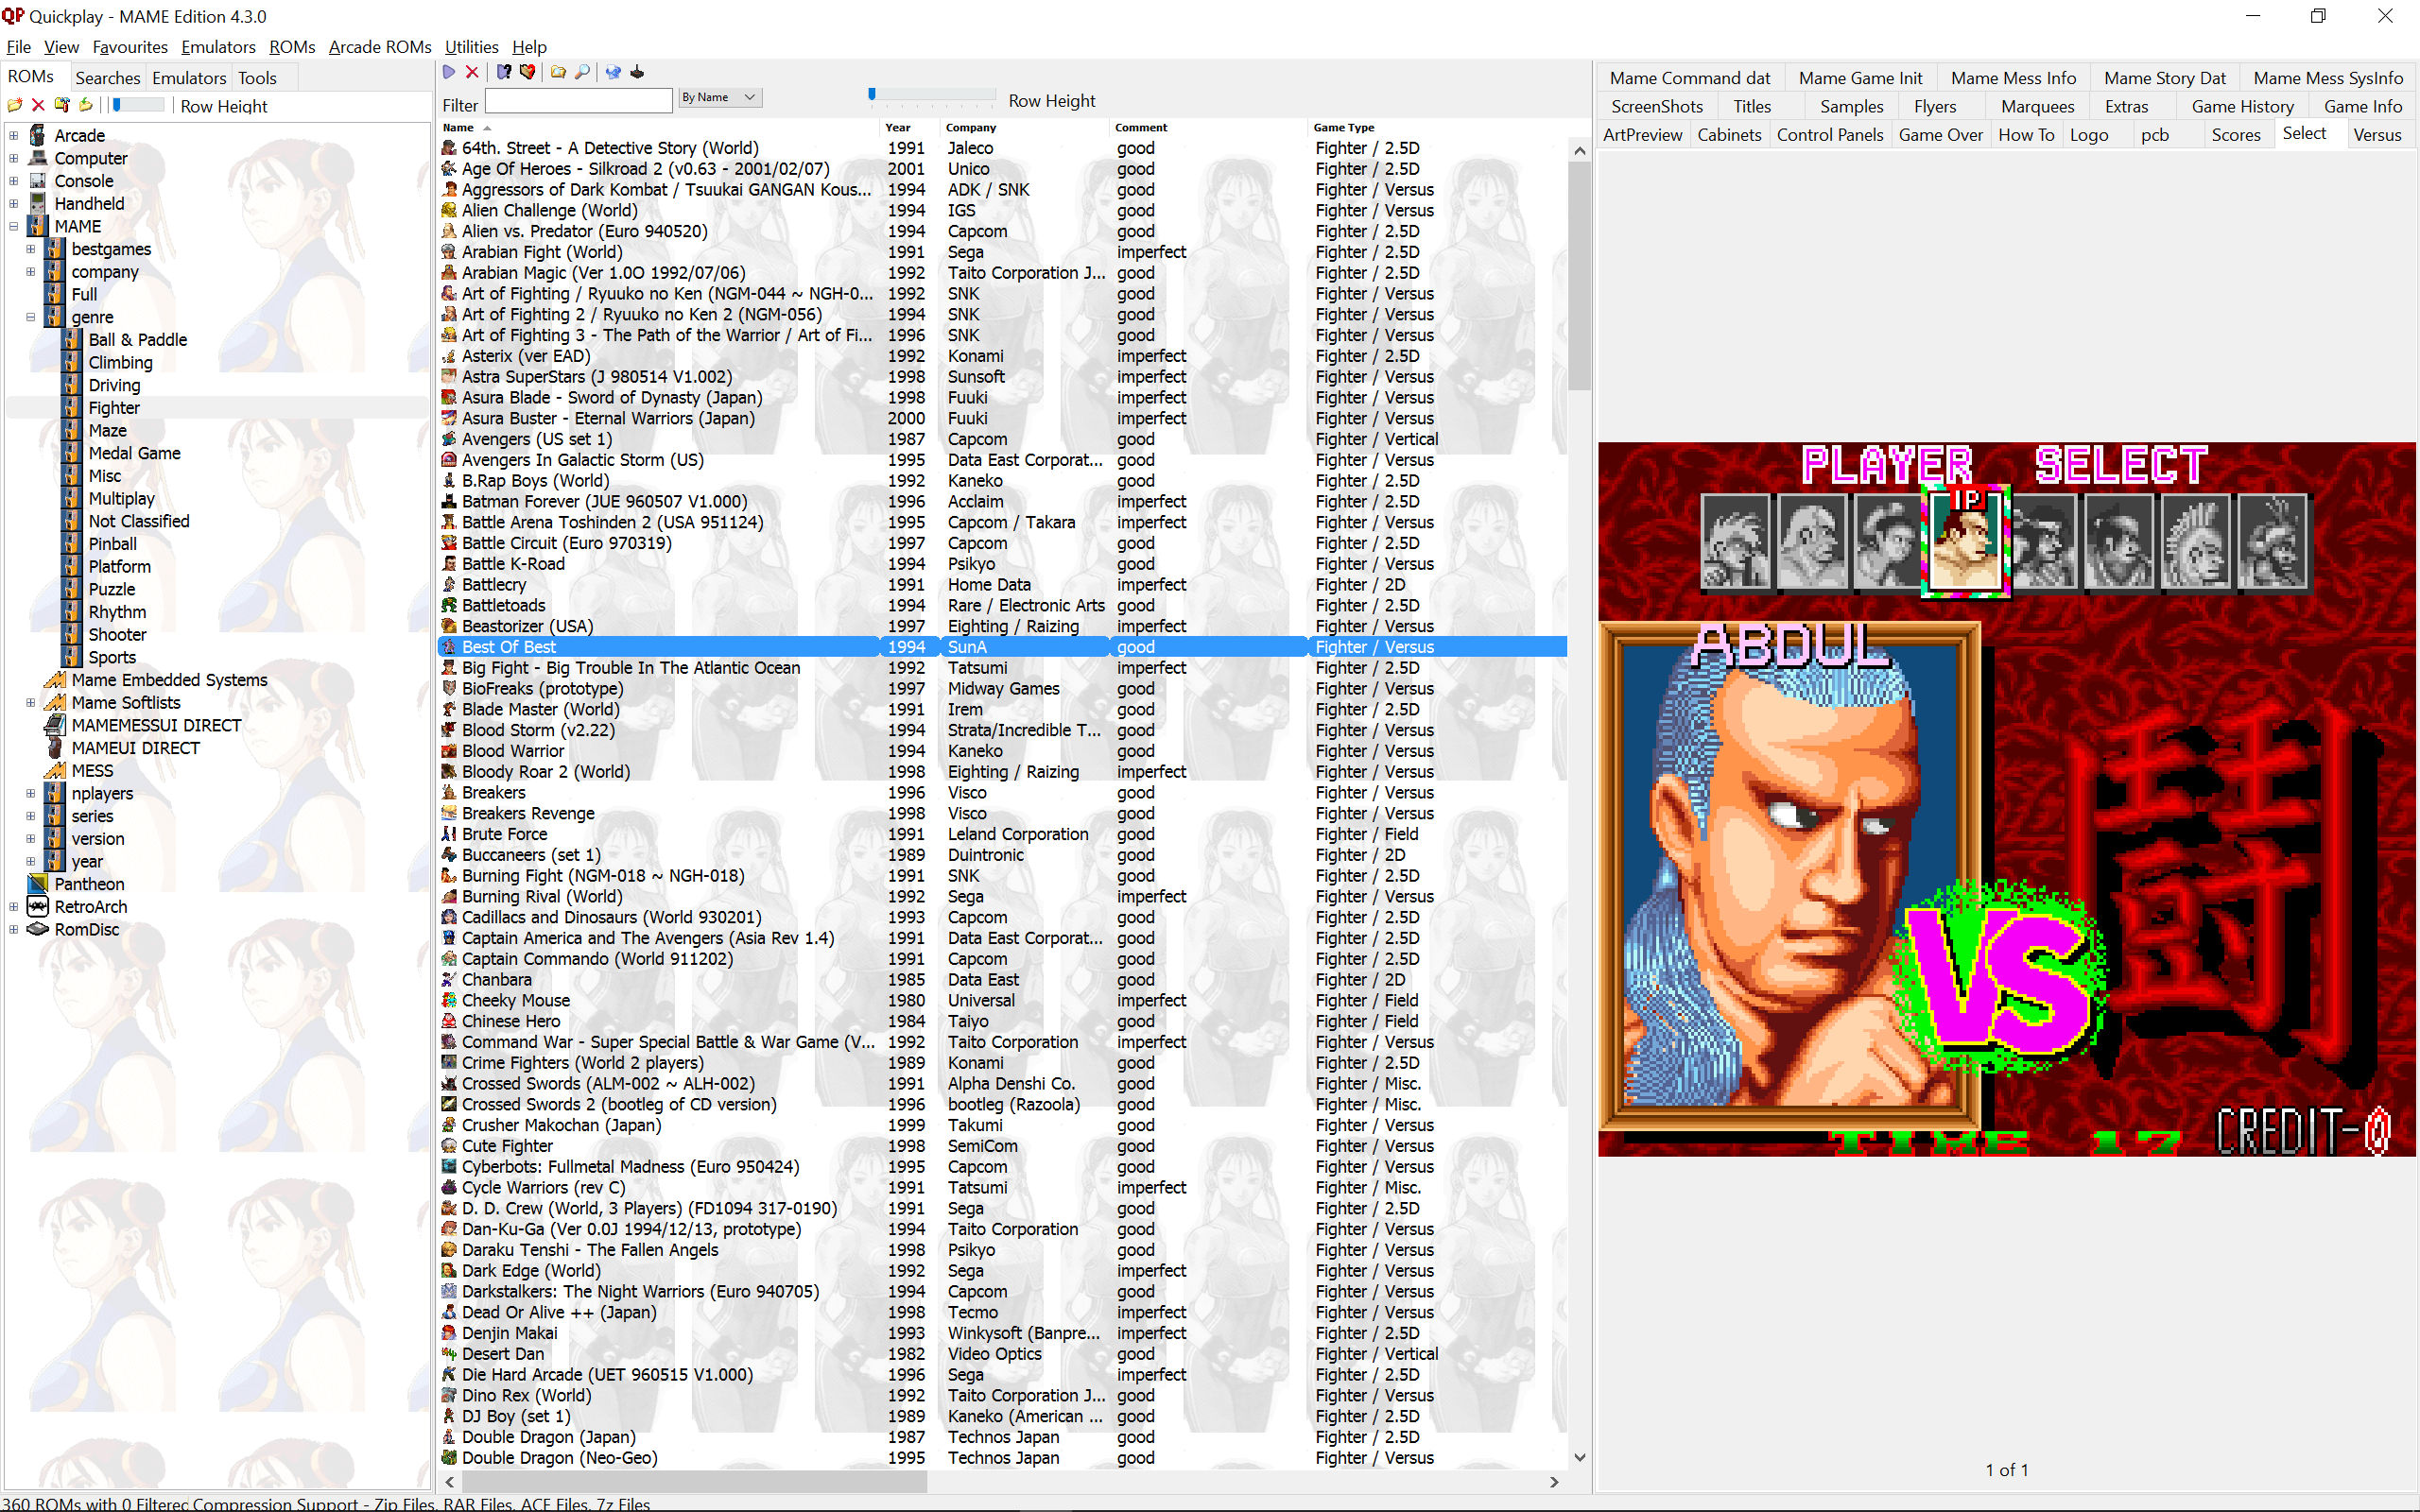 QP Quickplay - MAME Edition 4.3.0
File View Favourites Emulators ROMs Arcade ROMs Utilities Help
ROMs Searches Emulators Tools
Row Height
Arcade
Computer
Console
Handheld
MAME
bestgames
company
Full
genre
Ball & Paddle
Climbing
Driving
Fighter
Maze
Medal Game
Misc
Multiplay
Not Classified
Pinball
Platform
Puzzle
Rhythm
Shooter
Sports
Mame Embedded Systems
Mame Softlists
MAMEMESSUI DIRECT
MAMEUI DIRECT
MESS
nplayers
series
version
year
Pantheon
RetroArch
RomDisc
Filter By Name Row Height
Name Year Company Comment Game Type
64th. Street - A Detective Story (World) 1991 Jaleco good Fighter / 2.5D
Age Of Heroes - Silkroad 2 (v0.63 - 2001/02/07) 2001 Unico good Fighter / 2.5D
Aggressors of Dark Kombat / Tsuukai GANGAN Kous... 1994 ADK / SNK good Fighter / Versus
Alien Challenge (World) 1994 IGS good Fighter / Versus
Alien vs. Predator (Euro 940520) 1994 Capcom good Fighter / 2.5D
Arabian Fight (World) 1991 Sega imperfect Fighter / 2.5D
Arabian Magic (Ver 1.0O 1992/07/06) 1992 Taito Corporation J... good Fighter / 2.5D
Art of Fighting / Ryuuko no Ken (NGM-044 ~ NGH-0... 1992 SNK good Fighter / Versus
Art of Fighting 2 / Ryuuko no Ken 2 (NGM-056) 1994 SNK good Fighter / Versus
Art of Fighting 3 - The Path of the Warrior / Art of Fi... 1996 SNK good Fighter / Versus
Asterix (ver EAD) 1992 Konami imperfect Fighter / 2.5D
Astra SuperStars (J 980514 V1.002) 1998 Sunsoft imperfect Fighter / Versus
Asura Blade - Sword of Dynasty (Japan) 1998 Fuuki imperfect Fighter / Versus
Asura Buster - Eternal Warriors (Japan) 2000 Fuuki imperfect Fighter / Versus
Avengers (US set 1) 1987 Capcom good Fighter / Vertical
Avengers In Galactic Storm (US) 1995 Data East Corporat... good Fighter / Versus
B.Rap Boys (World) 1992 Kaneko good Fighter / 2.5D
Batman Forever (JUE 960507 V1.000) 1996 Acclaim imperfect Fighter / 2.5D
Battle Arena Toshinden 2 (USA 951124) 1995 Capcom / Takara imperfect Fighter / Versus
Battle Circuit (Euro 970319) 1997 Capcom good Fighter / 2.5D
Battle K-Road 1994 Psikyo good Fighter / Versus
Battlecry 1991 Home Data imperfect Fighter / 2D
Battletoads 1994 Rare / Electronic Arts good Fighter / 2.5D
Beastorizer (USA) 1997 Eighting / Raizing imperfect Fighter / Versus
Best Of Best 1994 SunA good Fighter / Versus
Big Fight - Big Trouble In The Atlantic Ocean 1992 Tatsumi imperfect Fighter / 2.5D
BioFreaks (prototype) 1997 Midway Games good Fighter / Versus
Blade Master (World) 1991 Irem good Fighter / 2.5D
Blood Storm (v2.22) 1994 Strata/Incredible T... good Fighter / Versus
Blood Warrior 1994 Kaneko good Fighter / Versus
Bloody Roar 2 (World) 1998 Eighting / Raizing imperfect Fighter / Versus
Breakers 1996 Visco good Fighter / Versus
Breakers Revenge 1998 Visco good Fighter / Versus
Brute Force 1991 Leland Corporation good Fighter / Field
Buccaneers (set 1) 1989 Duintronic good Fighter / 2D
Burning Fight (NGM-018 ~ NGH-018) 1991 SNK good Fighter / 2.5D
Burning Rival (World) 1992 Sega imperfect Fighter / Versus
Cadillacs and Dinosaurs (World 930201) 1993 Capcom good Fighter / 2.5D
Captain America and The Avengers (Asia Rev 1.4) 1991 Data East Corporat... good Fighter / 2.5D
Captain Commando (World 911202) 1991 Capcom good Fighter / 2.5D
Chanbara 1985 Data East good Fighter / 2D
Cheeky Mouse 1980 Universal imperfect Fighter / Field
Chinese Hero 1984 Taiyo good Fighter / Field
Command War - Super Special Battle & War Game (V... 1992 Taito Corporation imperfect Fighter / Versus
Crime Fighters (World 2 players) 1989 Konami good Fighter / 2.5D
Crossed Swords (ALM-002 ~ ALH-002) 1991 Alpha Denshi Co. good Fighter / Misc.
Crossed Swords 2 (bootleg of CD version) 1996 bootleg (Razoola) good Fighter / Misc.
Crusher Makochan (Japan) 1999 Takumi good Fighter / Versus
Cute Fighter 1998 SemiCom good Fighter / Versus
Cyberbots: Fullmetal Madness (Euro 950424) 1995 Capcom good Fighter / Versus
Cycle Warriors (rev C) 1991 Tatsumi imperfect Fighter / Misc.
D. D. Crew (World, 3 Players) (FD1094 317-0190) 1991 Sega good Fighter / 2.5D
Dan-Ku-Ga (Ver 0.0J 1994/12/13, prototype) 1994 Taito Corporation good Fighter / Versus
Daraku Tenshi - The Fallen Angels 1998 Psikyo good Fighter / Versus
Dark Edge (World) 1992 Sega imperfect Fighter / Versus
Darkstalkers: The Night Warriors (Euro 940705) 1994 Capcom good Fighter / Versus
Dead Or Alive ++ (Japan) 1998 Tecmo imperfect Fighter / Versus
Denjin Makai 1993 Winkysoft (Banpre... imperfect Fighter / 2.5D
Desert Dan 1982 Video Optics good Fighter / Vertical
Die Hard Arcade (UET 960515 V1.000) 1996 Sega imperfect Fighter / 2.5D
Dino Rex (World) 1992 Taito Corporation J... good Fighter / Versus
DJ Boy (set 1) 1989 Kaneko (American ... good Fighter / 2.5D
Double Dragon (Japan) 1987 Technos Japan good Fighter / 2.5D
Double Dragon (Neo-Geo) 1995 Technos Japan good Fighter / Versus
Mame Command dat Mame Game Init Mame Mess Info Mame Story Dat Mame Mess SysInfo
ScreenShots Titles Samples Flyers Marquees Extras Game History Game Info
ArtPreview Cabinets Control Panels Game Over How To Logo pcb Scores Select Versus
PLAYER SELECT
1P
ABDUL
闘
VS
CREDIT-0
TIME 17
1 of 1
360 ROMs with 0 Filtered Compression Support - Zip Files, RAR Files, ACE Files, 7z Files